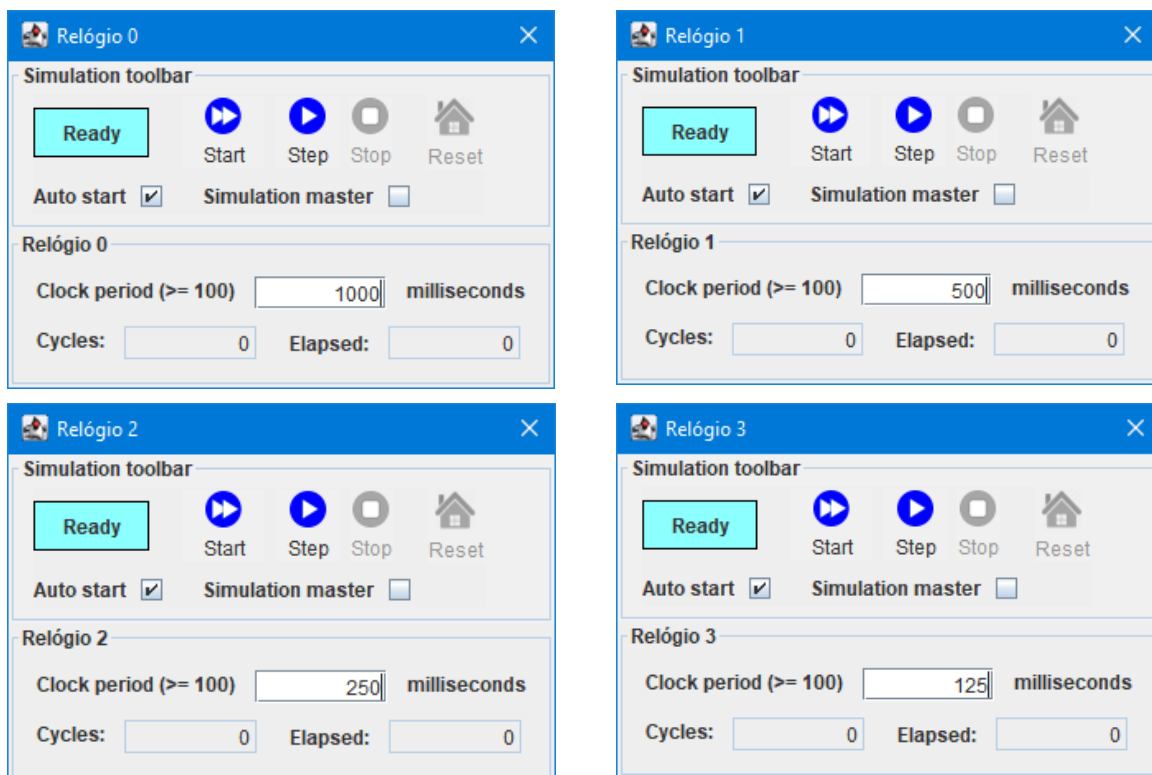 Relógio 0
Simulation toolbar
Ready
Start Step Stop Reset
Auto start Simulation master
Relógio 0
Clock period (>= 100) 1000 milliseconds
Cycles: 0 Elapsed: 0
Relógio 1
Simulation toolbar
Ready
Start Step Stop Reset
Auto start Simulation master
Relógio 1
Clock period (>= 100) 500 milliseconds
Cycles: 0 Elapsed: 0
Relógio 2
Simulation toolbar
Ready
Start Step Stop Reset
Auto start Simulation master
Relógio 2
Clock period (>= 100) 250 milliseconds
Cycles: 0 Elapsed: 0
Relógio 3
Simulation toolbar
Ready
Start Step Stop Reset
Auto start Simulation master
Relógio 3
Clock period (>= 100) 125 milliseconds
Cycles: 0 Elapsed: 0